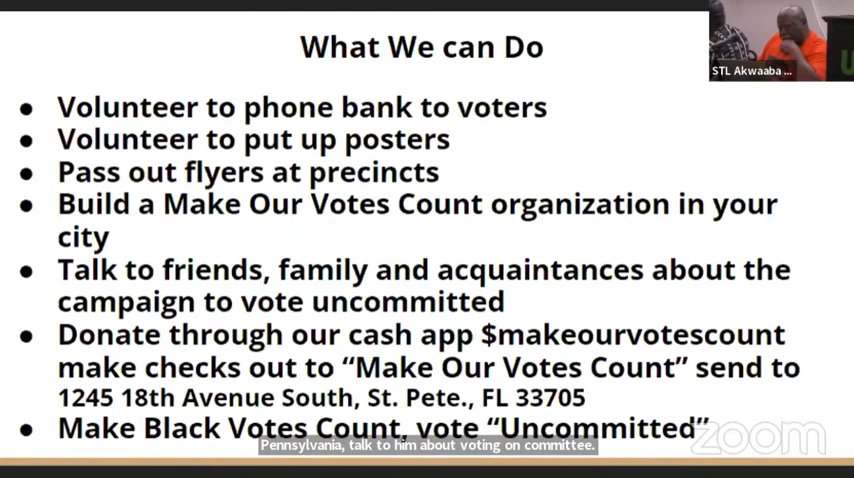 What We can Do
STL Akwaaba ...
U
● Volunteer to phone bank to voters
● Volunteer to put up posters
● Pass out flyers at precincts
● Build a Make Our Votes Count organization in your
city
● Talk to friends, family and acquaintances about the
campaign to vote uncommitted
● Donate through our cash app $makeourvotescount
make checks out to “Make Our Votes Count” send to
1245 18th Avenue South, St. Pete., FL 33705
● Make Black Votes Count, vote “Uncommitted”
Pennsylvania, talk to him about voting on committee.
zoom